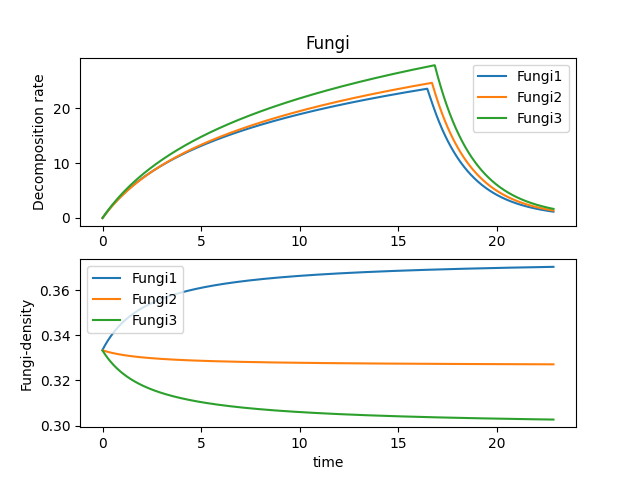 Fungi
Decomposition rate
20
10
0
Fungi1
Fungi2
Fungi3
0 5 10 15 20
Fungi-density
0.36
0.34
0.32
0.30
Fungi1
Fungi2
Fungi3
0 5 10 15 20
time